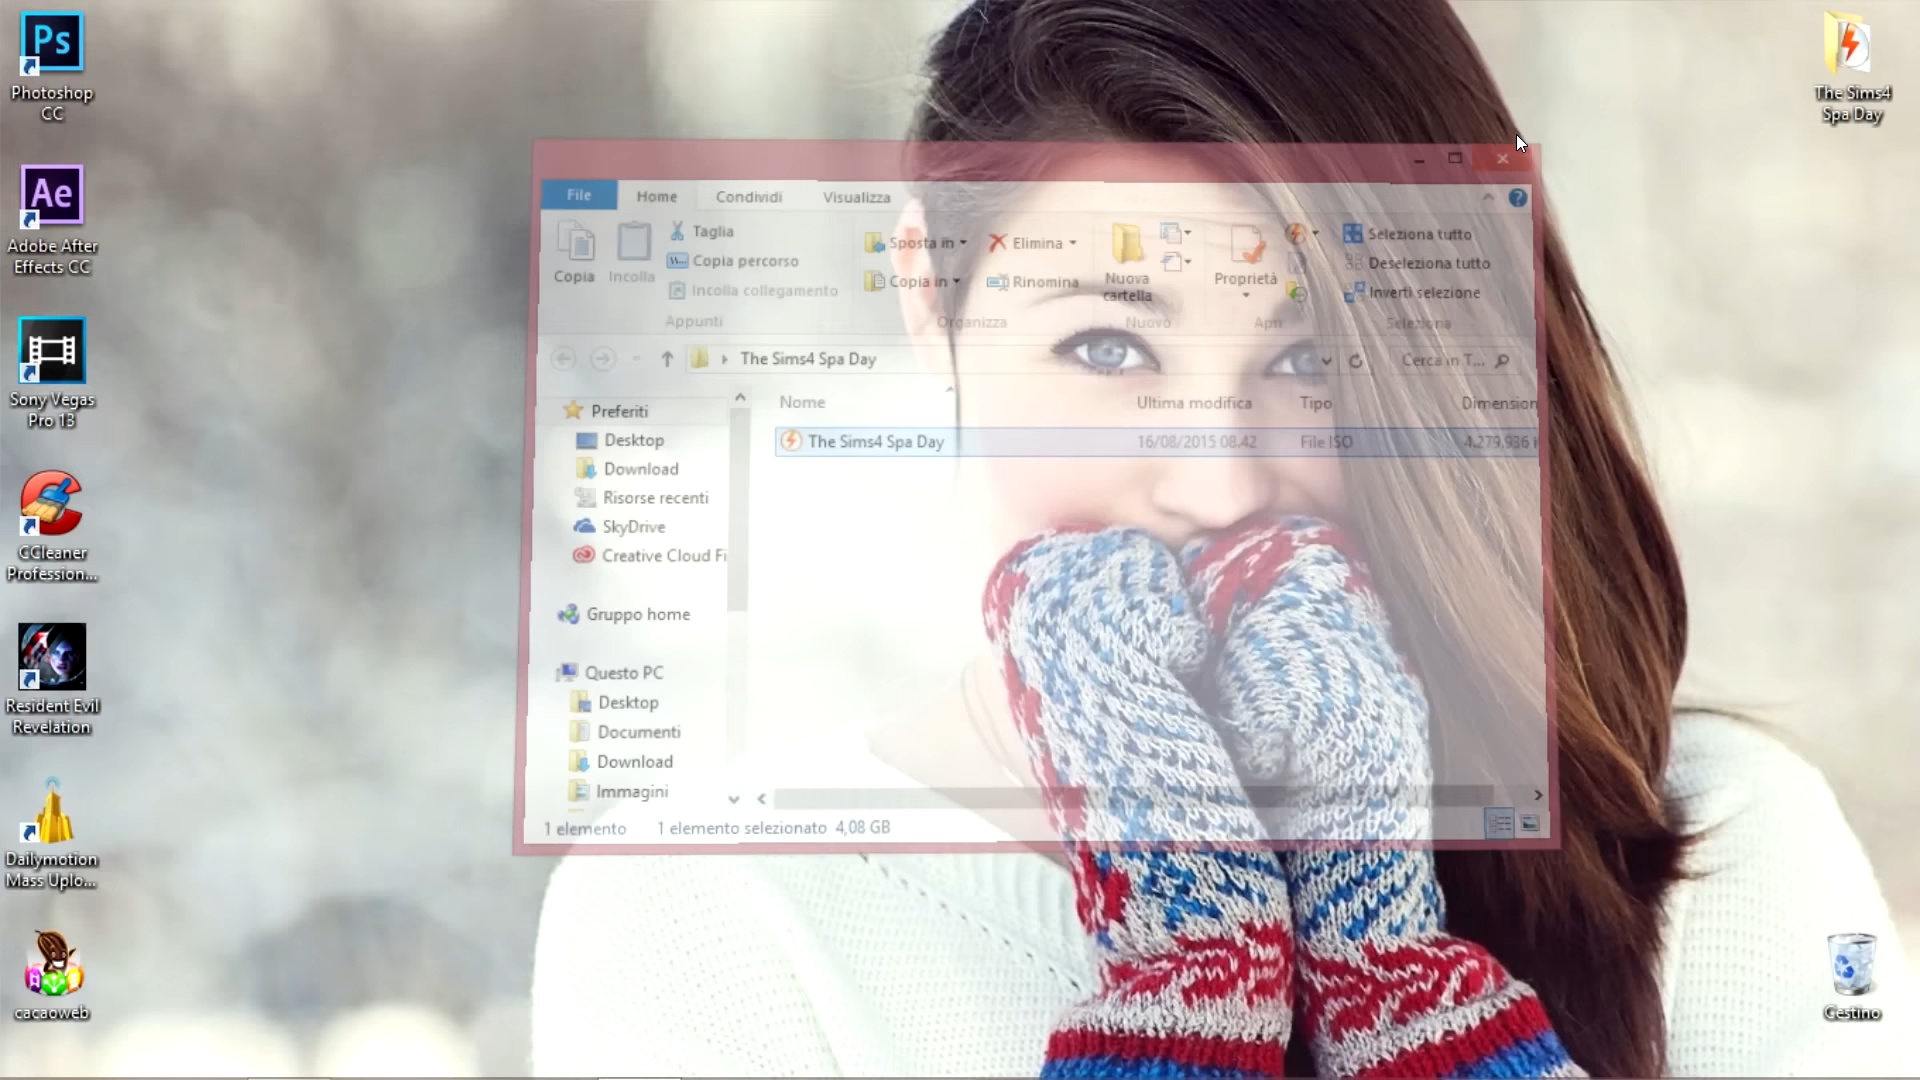 Ps
Photoshop
CC
Ae
Adobe After
Effects CC
Sony Vegas
Pro 13
CCleaner
Profession...
Resident Evil
Revelation
Dailymotion
Mass Uplo...
cacaoweb
File Home Condividi Visualizza
Copia
Incolla
Taglia
Copia percorso
Incolla collegamento
Appunti
Sposta in
Copia in
Elimina
Rinomina
Organizza
Nuova
cartella
Nuovo
Proprietà
Apri
Seleziona tutto
Deseleziona tutto
Inverti selezione
Seleziona
The Sims4 Spa Day
Cerca in T...
Preferiti
Desktop
Download
Risorse recenti
SkyDrive
Creative Cloud Fi
Gruppo home
Questo PC
Desktop
Documenti
Download
Immagini
Nome Ultima modifica Tipo Dimension
The Sims4 Spa Day 16/08/2015 08.42 File ISO 4.279.936
1 elemento 1 elemento selezionato 4,08 GB
The Sims4
Spa Day
Cestino